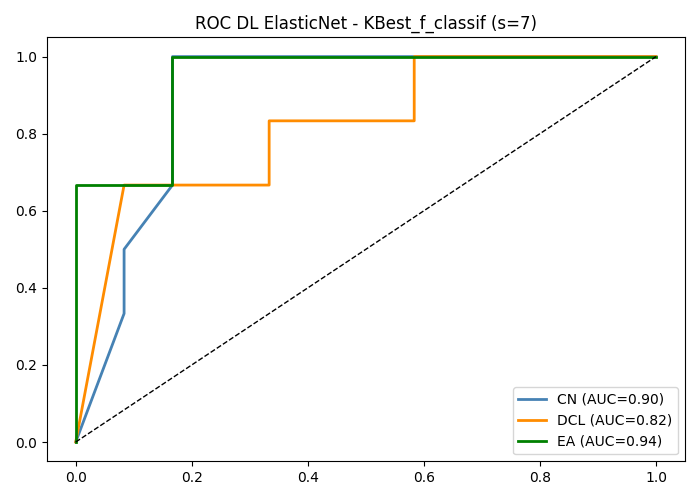 ROC DL ElasticNet - KBest_f_classif (s=7)
1.0
0.8
0.6
0.4
0.2
0.0
0.0 0.2 0.4 0.6 0.8 1.0
CN (AUC=0.90)
DCL (AUC=0.82)
EA (AUC=0.94)